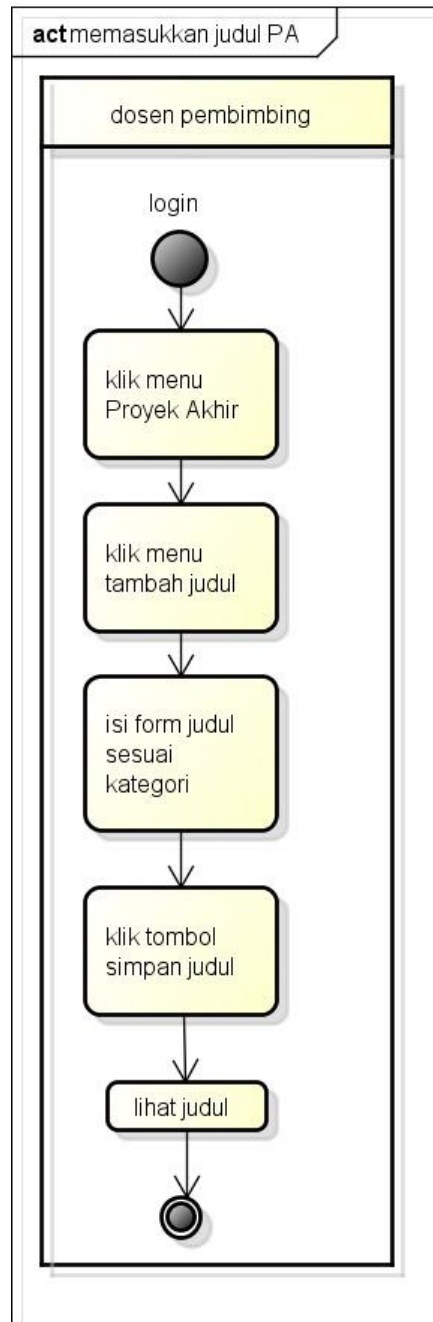 act memasukkan judul PA
dosen pembimbing
login
klik menu
Proyek Akhir
klik menu
tambah judul
isi form judul
sesuai
kategori
klik tombol
simpan judul
lihat judul